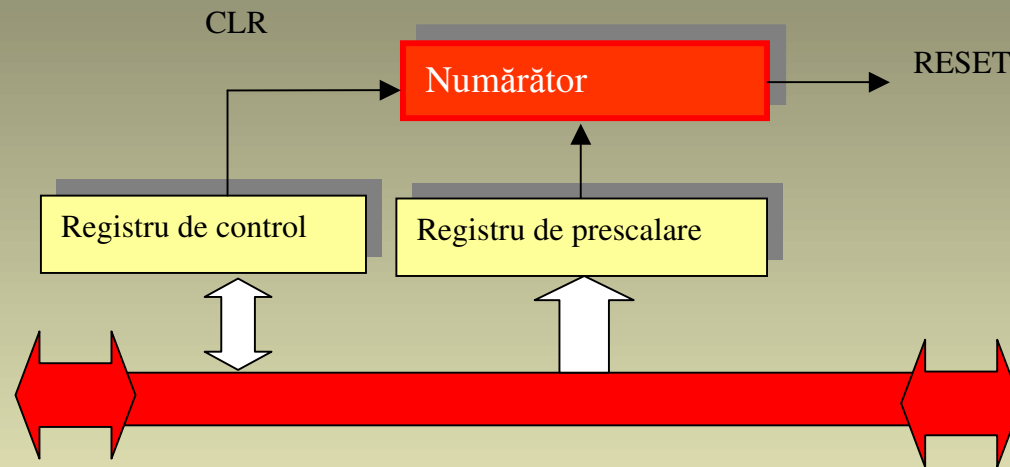 CLR
Numărător
RESET
Registru de control
Registru de prescalare